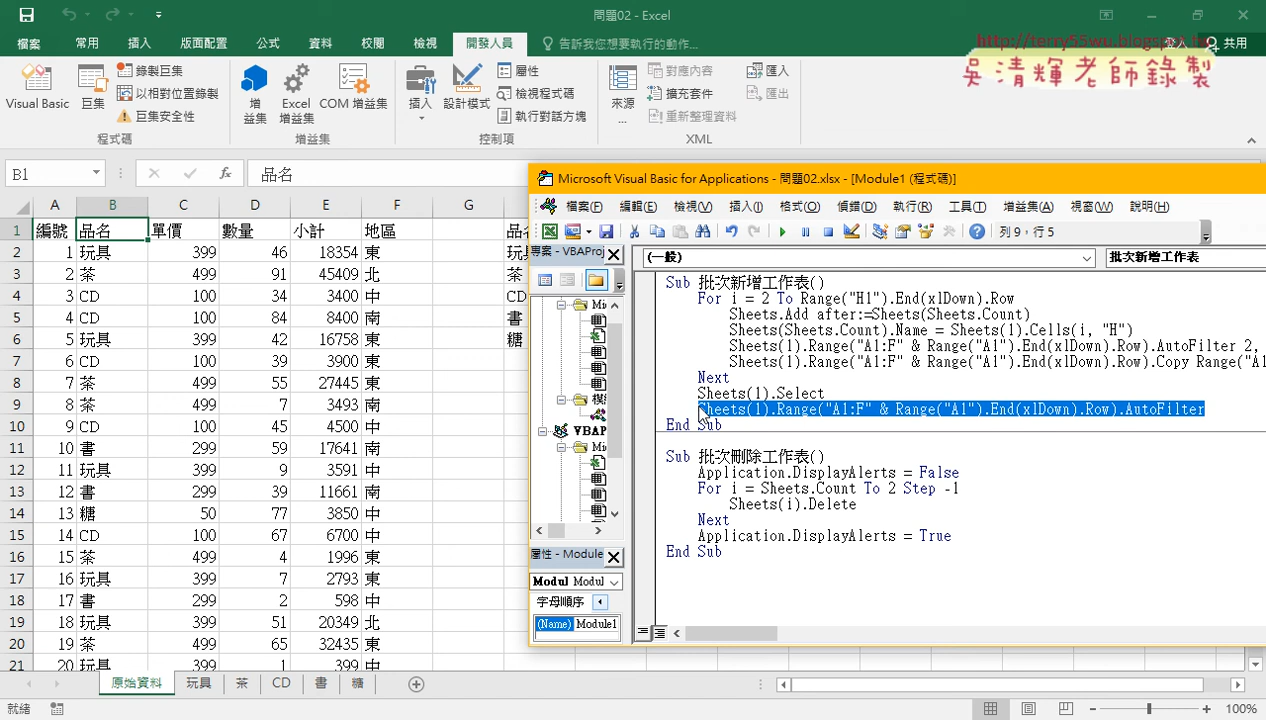 問題02 - Excel
http://terry55wu.blogspot.tw
登入 共用
吳清輝老師錄製
檔案 常用 插入 版面配置 公式 資料 校閱 檢視 開發人員 告訴我您想要執行的動作...
Visual Basic 巨集 錄製巨集 以相對位置錄製 巨集安全性
增益集 Excel 增益集 COM 增益集
插入 設計模式 屬性 檢視程式碼 執行對話方塊
來源... 對應內容 擴充套件 重新整理資料 匯入 匯出
程式碼 增益集 控制項 XML
B1 fx 品名
A B C D E F G
1 編號 品名 單價 數量 小計 地區
2 1 玩具 399 46 18354 東 玩
3 2 茶 499 91 45409 北 茶
4 3 CD 100 34 3400 中 CD
5 4 CD 100 84 8400 南 書
6 5 玩具 399 42 16758 東 糖
7 6 CD 100 39 3900 東
8 7 茶 499 55 27445 東
9 8 茶 499 7 3493 南
10 9 CD 100 45 4500 中
11 10 書 299 59 17641 南
12 11 玩具 399 9 3591 中
13 12 書 299 39 11661 南
14 13 糖 50 77 3850 中
15 14 CD 100 67 6700 中
16 15 茶 499 4 1996 東
17 16 玩具 399 7 2793 東
18 17 書 299 2 598 中
19 18 玩具 399 51 20349 北
20 19 茶 499 65 32435 東
21 20 玩具 399 1 399 中
原始資料 玩具 茶 CD 書 糖
就緒 100%
Microsoft Visual Basic for Applications - 問題02.xlsx - [Module1 (程式碼)]
檔案(F) 編輯(E) 檢視(V) 插入(I) 格式(O) 偵錯(D) 執行(R) 工具(T) 增益集(A) 視窗(W) 說明(H)
列 9，行 5
專案 - VBAProj
屬性 - Module
Modul Modul
字母順序
(Name) Module1
(一般) 批次新增工作表
Sub 批次新增工作表()
For i = 2 To Range("H1").End(xlDown).Row
Sheets.Add after:=Sheets(Sheets.Count)
Sheets(Sheets.Count).Name = Sheets(1).Cells(i, "H")
Sheets(1).Range("A1:F" & Range("A1").End(xlDown).Row).AutoFilter 2,
Sheets(1).Range("A1:F" & Range("A1").End(xlDown).Row).Copy Range("A1
Next
Sheets(1).Select
Sheets(1).Range("A1:F" & Range("A1").End(xlDown).Row).AutoFilter
End Sub
Sub 批次刪除工作表()
Application.DisplayAlerts = False
For i = Sheets.Count To 2 Step -1
Sheets(i).Delete
Next
Application.DisplayAlerts = True
End Sub